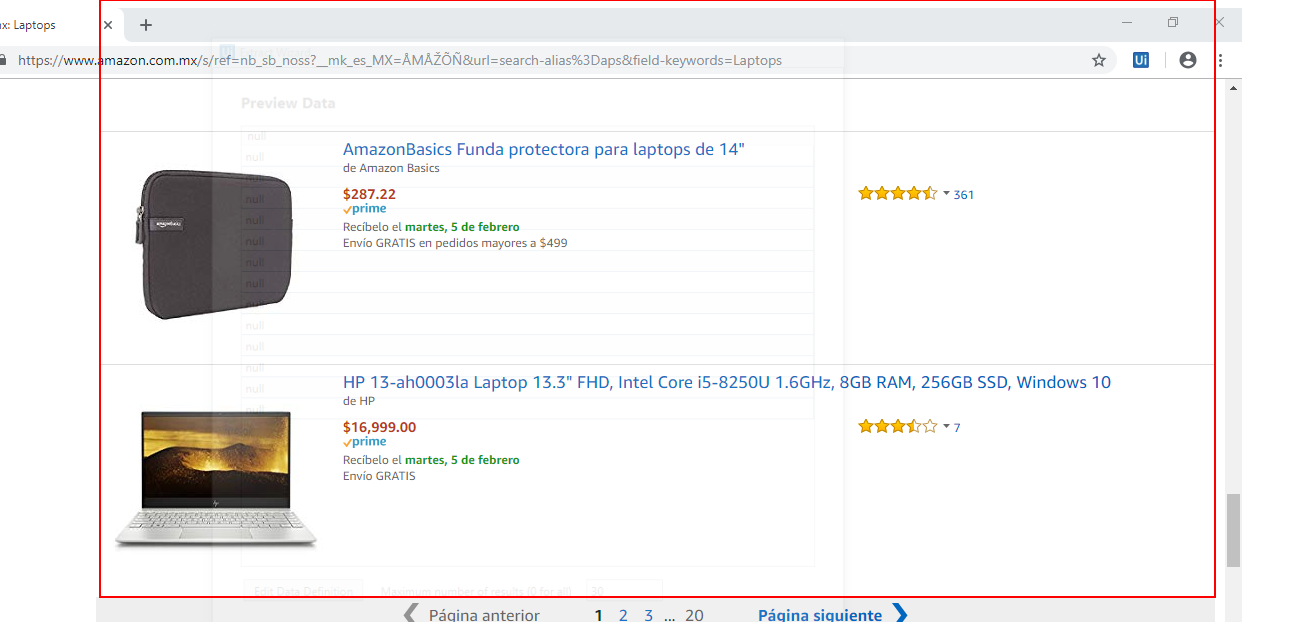 nx: Laptops
https://www.amazon.com.mx/s/ref=nb_sb_noss?__mk_es_MX=ÅMÅŽÕÑ&url=search-alias%3Daps&field-keywords=Laptops
Ui
Preview Data
null
null
AmazonBasics Funda protectora para laptops de 14"
de Amazon Basics
$287.22
361
prime
Recíbelo el martes, 5 de febrero
Envío GRATIS en pedidos mayores a $499
null
null
null
null
null
null
null
null
null
null
HP 13-ah0003la Laptop 13.3" FHD, Intel Core i5-8250U 1.6GHz, 8GB RAM, 256GB SSD, Windows 10
de HP
$16,999.00
7
prime
Recíbelo el martes, 5 de febrero
Envío GRATIS
Edit Data Definition Maximum number of results (0 for all) 30
Página anterior 1 2 3 ... 20 Página siguiente